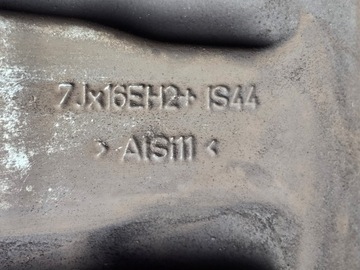 7Jx16EH2+ IS44
> AlSi11 <